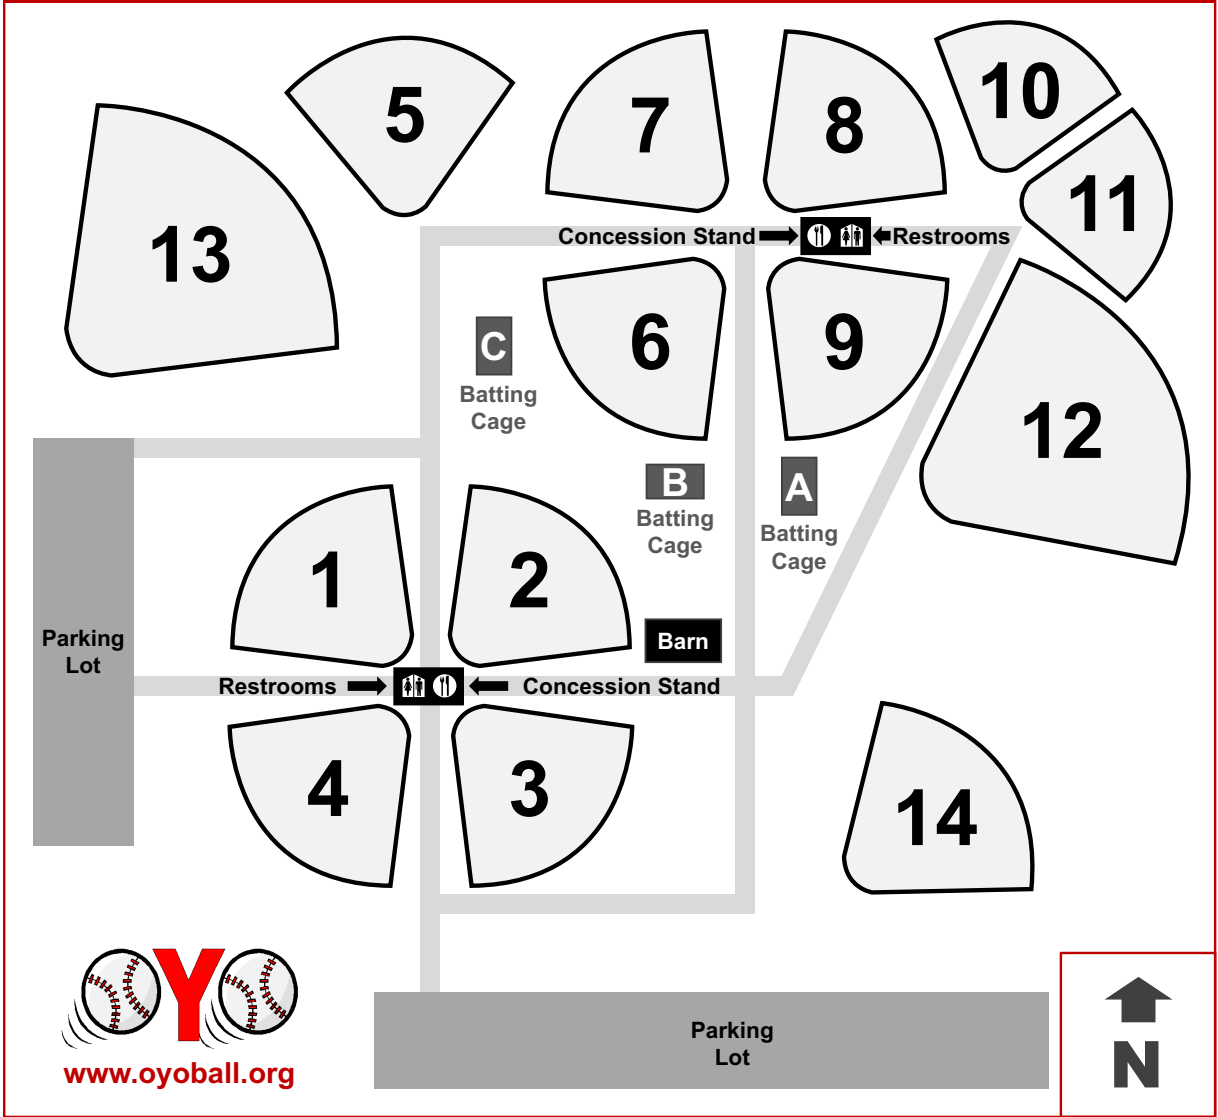 10
5
7
8
11
13
Concession Stand
Restrooms
6
9
C
Batting
Cage
12
B
Batting
Cage
A
Batting
Cage
1
2
Parking
Lot
Barn
Restrooms
Concession Stand
4
3
14
OYO
www.oyoball.org
Parking
Lot
N